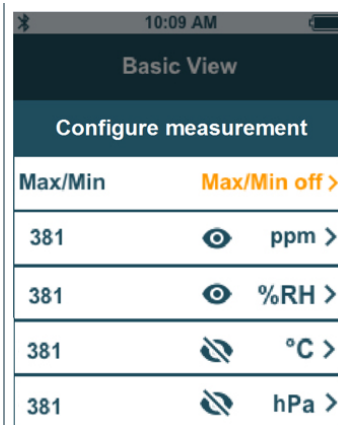 10:09 AM
Basic View
Configure measurement
Max/Min Max/Min off >
381 ppm >
381 %RH >
381 °C >
381 hPa >